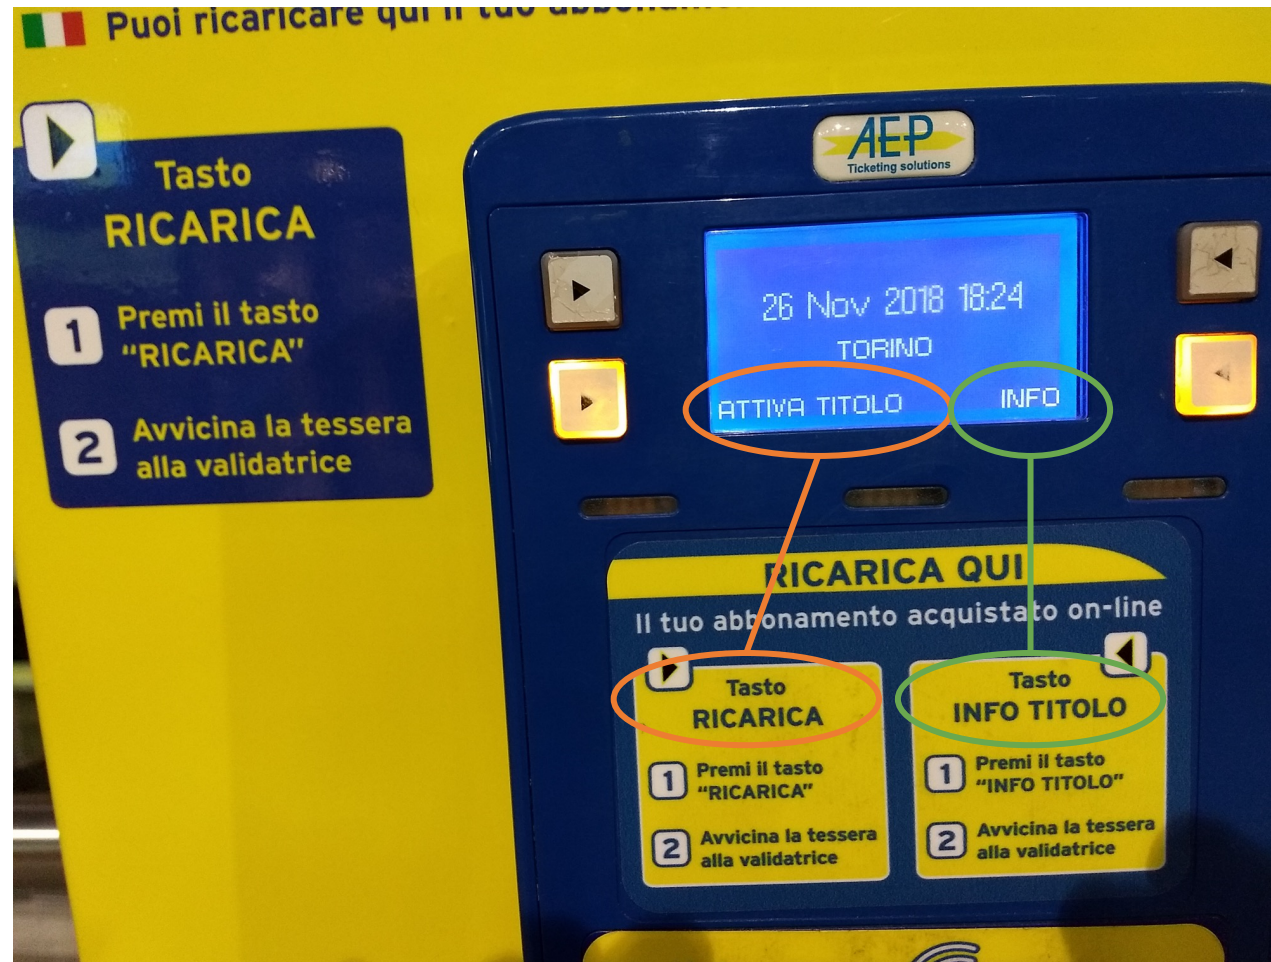 Puoi ricaricare qui il tuo
Tasto
RICARICA
1 Premi il tasto
"RICARICA"
2 Avvicina la tessera
alla validatrice
AEP
Ticketing solutions
26 Nov 2018 18:24
TORINO
ATTIVA TITOLO INFO
RICARICA QUI
Il tuo abbonamento acquistato on-line
Tasto
RICARICA
1 Premi il tasto
"RICARICA"
2 Avvicina la tessera
alla validatrice
Tasto
INFO TITOLO
1 Premi il tasto
"INFO TITOLO"
2 Avvicina la tessera
alla validatrice